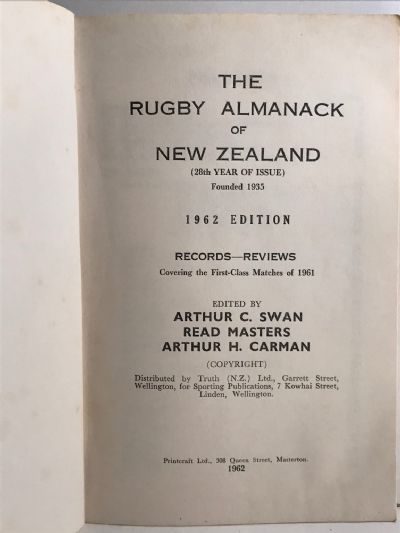 THE
RUGBY ALMANACK
OF
NEW ZEALAND
(28th YEAR OF ISSUE)
Founded 1935
1962 EDITION
RECORDS—REVIEWS
Covering the First-Class Matches of 1961
EDITED BY
ARTHUR C. SWAN
READ MASTERS
ARTHUR H. CARMAN
(COPYRIGHT)
Distributed by Truth (N.Z.) Ltd., Garrett Street,
Wellington, for Sporting Publications, 7 Kowhai Street,
Linden, Wellington.
Printcraft Ltd., 308 Queen Street, Masterton.
1962